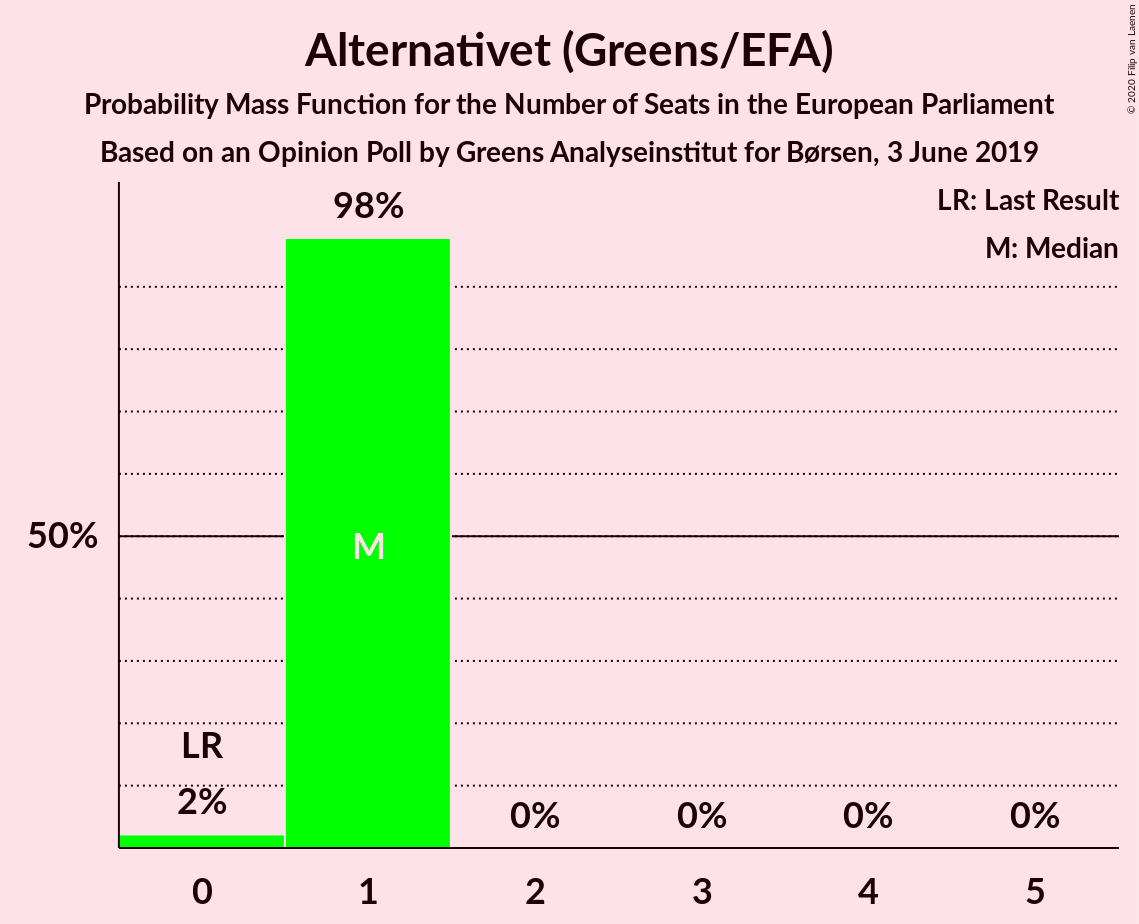 Alternativet (Greens/EFA)
Probability Mass Function for the Number of Seats in the European Parliament
Based on an Opinion Poll by Greens Analyseinstitut for Børsen, 3 June 2019
© 2020 Filip van Laenen
LR: Last Result
M: Median
98%
50%
M
LR
2%
0%
0%
0%
0%
0
1
2
3
4
5